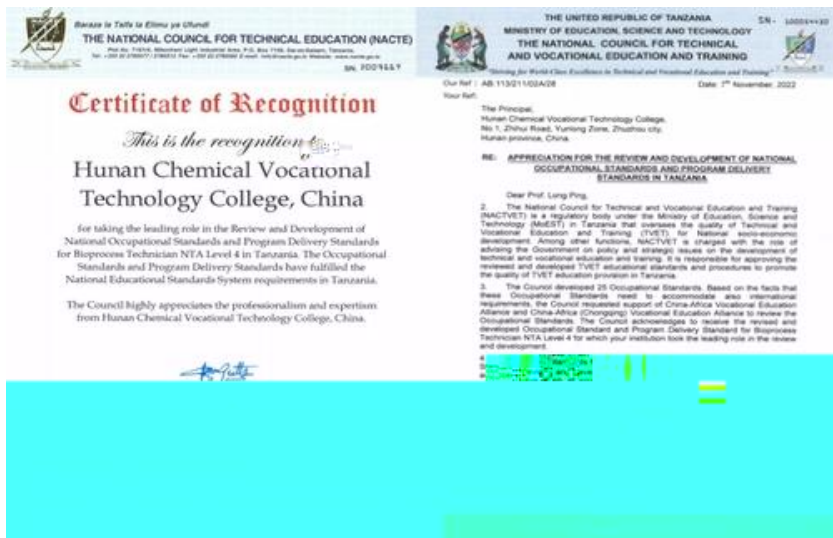 Baraza la Taifa la Elimu ya Ufundi
THE NATIONAL COUNCIL FOR TECHNICAL EDUCATION (NACTE)
Certificate of Recognition
This is the recognition to
Hunan Chemical Vocational
Technology College, China
for taking the leading role in the Review and Development of
National Occupational Standards and Program Delivery Standards
for Bioprocess Technician NTA Level 4 in Tanzania. The Occupational
Standards and Program Delivery Standards have fulfilled the
National Educational Standards System requirements in Tanzania.
The Council highly appreciates the professionalism and expertism
from Hunan Chemical Vocational Technology College, China.
THE UNITED REPUBLIC OF TANZANIA
MINISTRY OF EDUCATION, SCIENCE AND TECHNOLOGY
THE NATIONAL COUNCIL FOR TECHNICAL
AND VOCATIONAL EDUCATION AND TRAINING
"Striving for World-Class Excellence in Technical and Vocational Education and Training"
Our Ref : AB.113/211/02A/28 Date: 7th November, 2022
Your Ref:
The Principal,
Hunan Chemical Vocational Technology College,
No 1, Zhihui Road, Yunlong Zone, Zhuzhou city,
Hunan province, China.
RE: APPRECIATION FOR THE REVIEW AND DEVELOPMENT OF NATIONAL
OCCUPATIONAL STANDARDS AND PROGRAM DELIVERY
STANDARDS IN TANZANIA
Dear Prof. Long Ping,
2. The National Council for Technical and Vocational Education and Training
(NACTVET) is a regulatory body under the Ministry of Education, Science and
Technology (MoEST) in Tanzania that oversees the quality of Technical and
Vocational Education and Training (TVET) for National socio-economic
development. Among other functions, NACTVET is charged with the role of
advising the Government on policy and strategic issues on the development of
technical and vocational education and training. It is responsible for approving the
reviewed and developed TVET educational standards and procedures to promote
the quality of TVET education provision in Tanzania.
3. The Council developed 25 Occupational Standards. Based on the facts that
these Occupational Standards need to accommodate also international
requirements, the Council requested support of China-Africa Vocational Education
Alliance and China-Africa (Chongqing) Vocational Education Alliance to review the
Occupational Standards. The Council acknowledges to receive the revised and
developed Occupational Standard and Program Delivery Standard for Bioprocess
Technician NTA Level 4 for which your institution took the leading role in the review
and development.